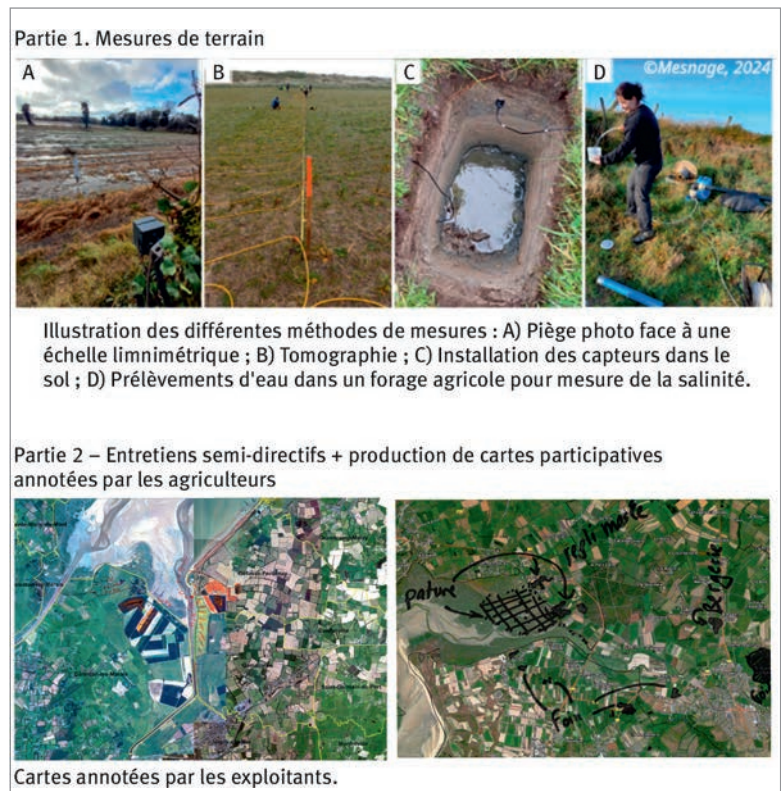 Partie 1. Mesures de terrain
A
B
C
D
©Mesnage, 2024
Illustration des différentes méthodes de mesures : A) Piège photo face à une
échelle limnimétrique ; B) Tomographie ; C) Installation des capteurs dans le
sol ; D) Prélèvements d'eau dans un forage agricole pour mesure de la salinité.
Partie 2 – Entretiens semi-directifs + production de cartes participatives
annotées par les agriculteurs
pature
repli marée
Bergerie
Foin
Cartes annotées par les exploitants.